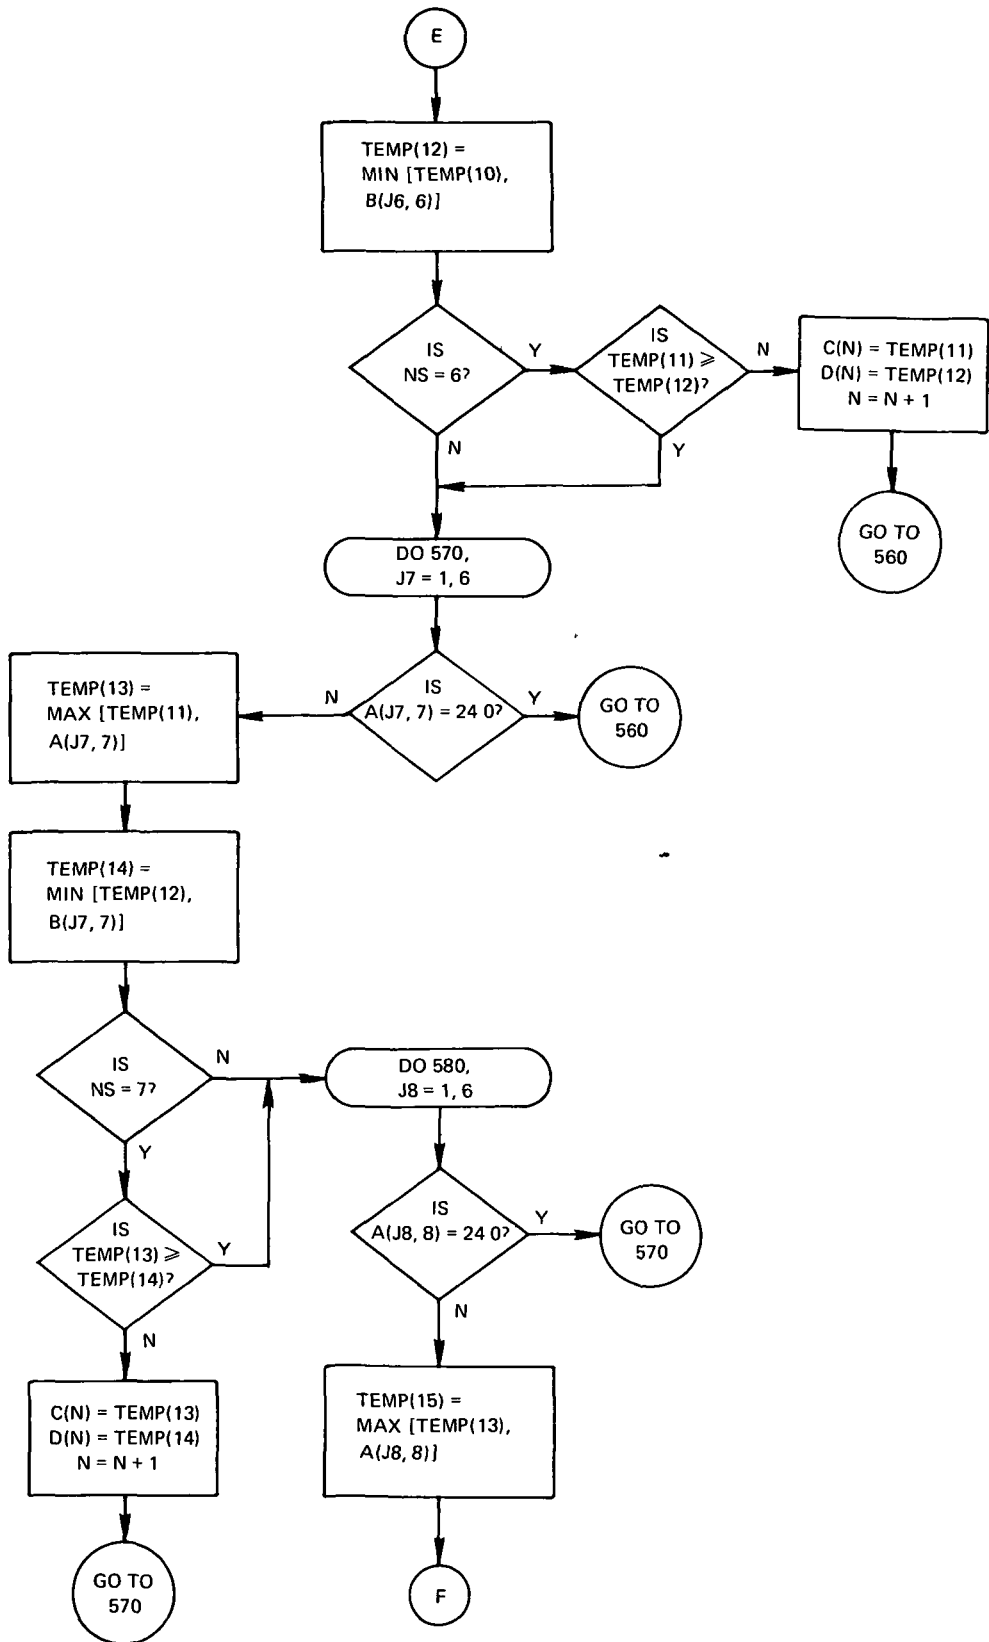 E
TEMP(12) =
MIN [TEMP(10),
B(J6, 6)]
IS
NS = 6?
Y
N
IS
TEMP(11) ⩾
TEMP(12)?
N
Y
C(N) = TEMP(11)
D(N) = TEMP(12)
N = N + 1
GO TO
560
DO 570,
J7 = 1, 6
IS
A(J7, 7) = 24 0?
N
Y
GO TO
560
TEMP(13) =
MAX [TEMP(11),
A(J7, 7)]
TEMP(14) =
MIN [TEMP(12),
B(J7, 7)]
IS
NS = 7?
N
Y
IS
TEMP(13) ⩾
TEMP(14)?
Y
N
C(N) = TEMP(13)
D(N) = TEMP(14)
N = N + 1
GO TO
570
DO 580,
J8 = 1, 6
IS
A(J8, 8) = 24 0?
Y
N
GO TO
570
TEMP(15) =
MAX [TEMP(13),
A(J8, 8)]
F